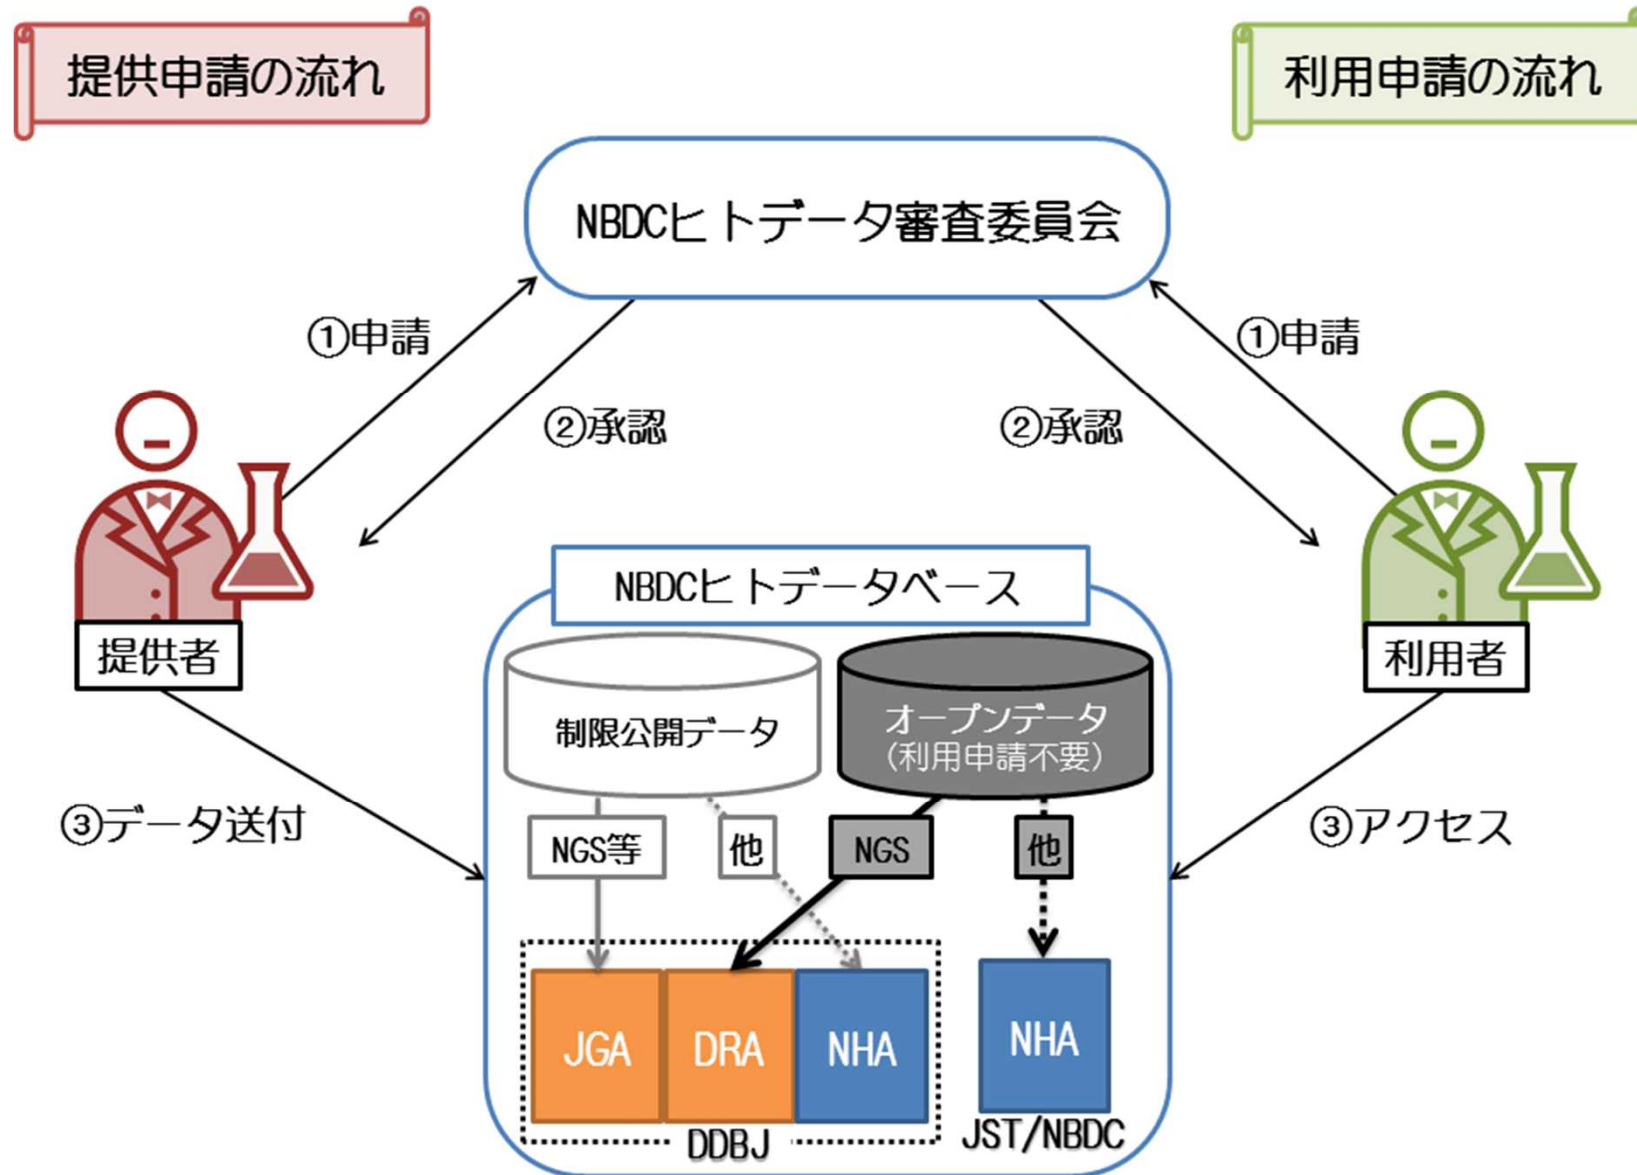 提供申請の流れ
利用申請の流れ
NBDCヒトデータ審査委員会
①申請
①申請
②承認
②承認
提供者
利用者
NBDCヒトデータベース
制限公開データ
オープンデータ
(利用申請不要)
③データ送付
③アクセス
NGS等
他
NGS
他
JGA
DRA
NHA
NHA
DDBJ
JST/NBDC